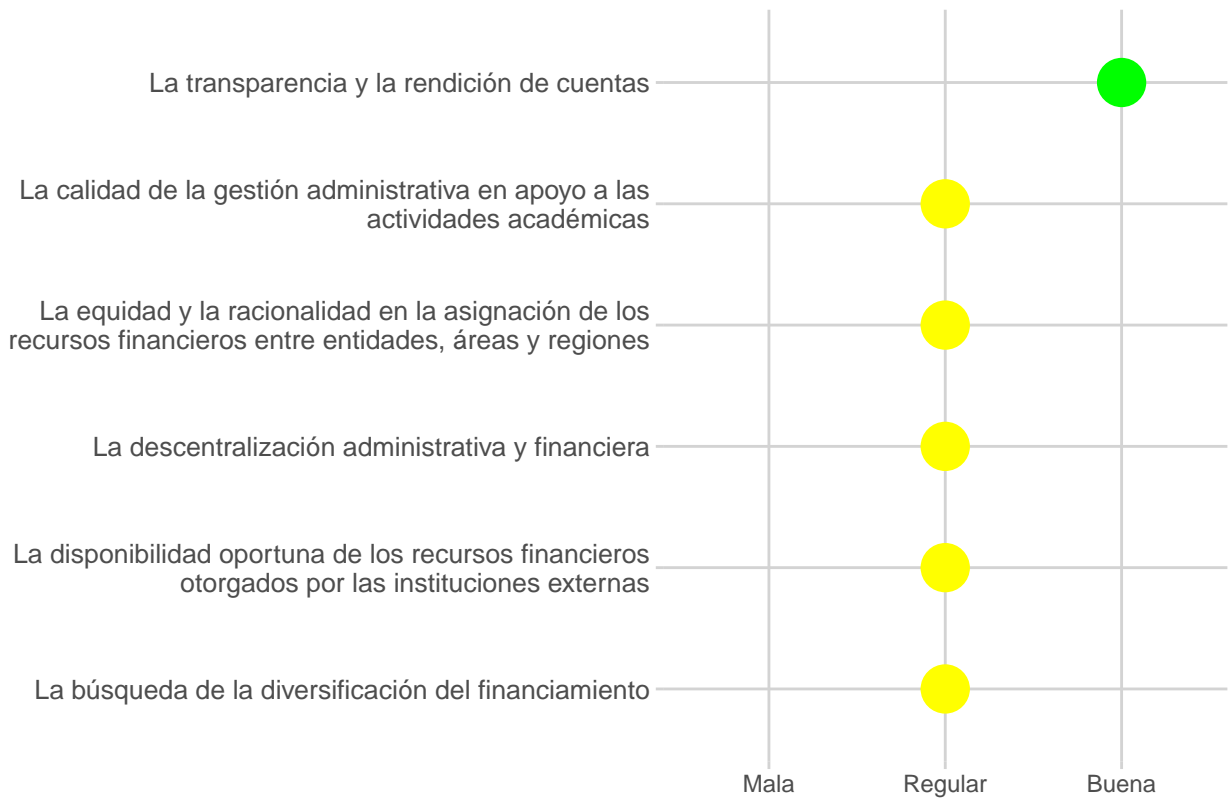 La transparencia y la rendición de cuentas
La calidad de la gestión administrativa en apoyo a las
actividades académicas
La equidad y la racionalidad en la asignación de los
recursos financieros entre entidades, áreas y regiones
La descentralización administrativa y financiera
La disponibilidad oportuna de los recursos financieros
otorgados por las instituciones externas
La búsqueda de la diversificación del financiamiento
Mala
Regular
Buena